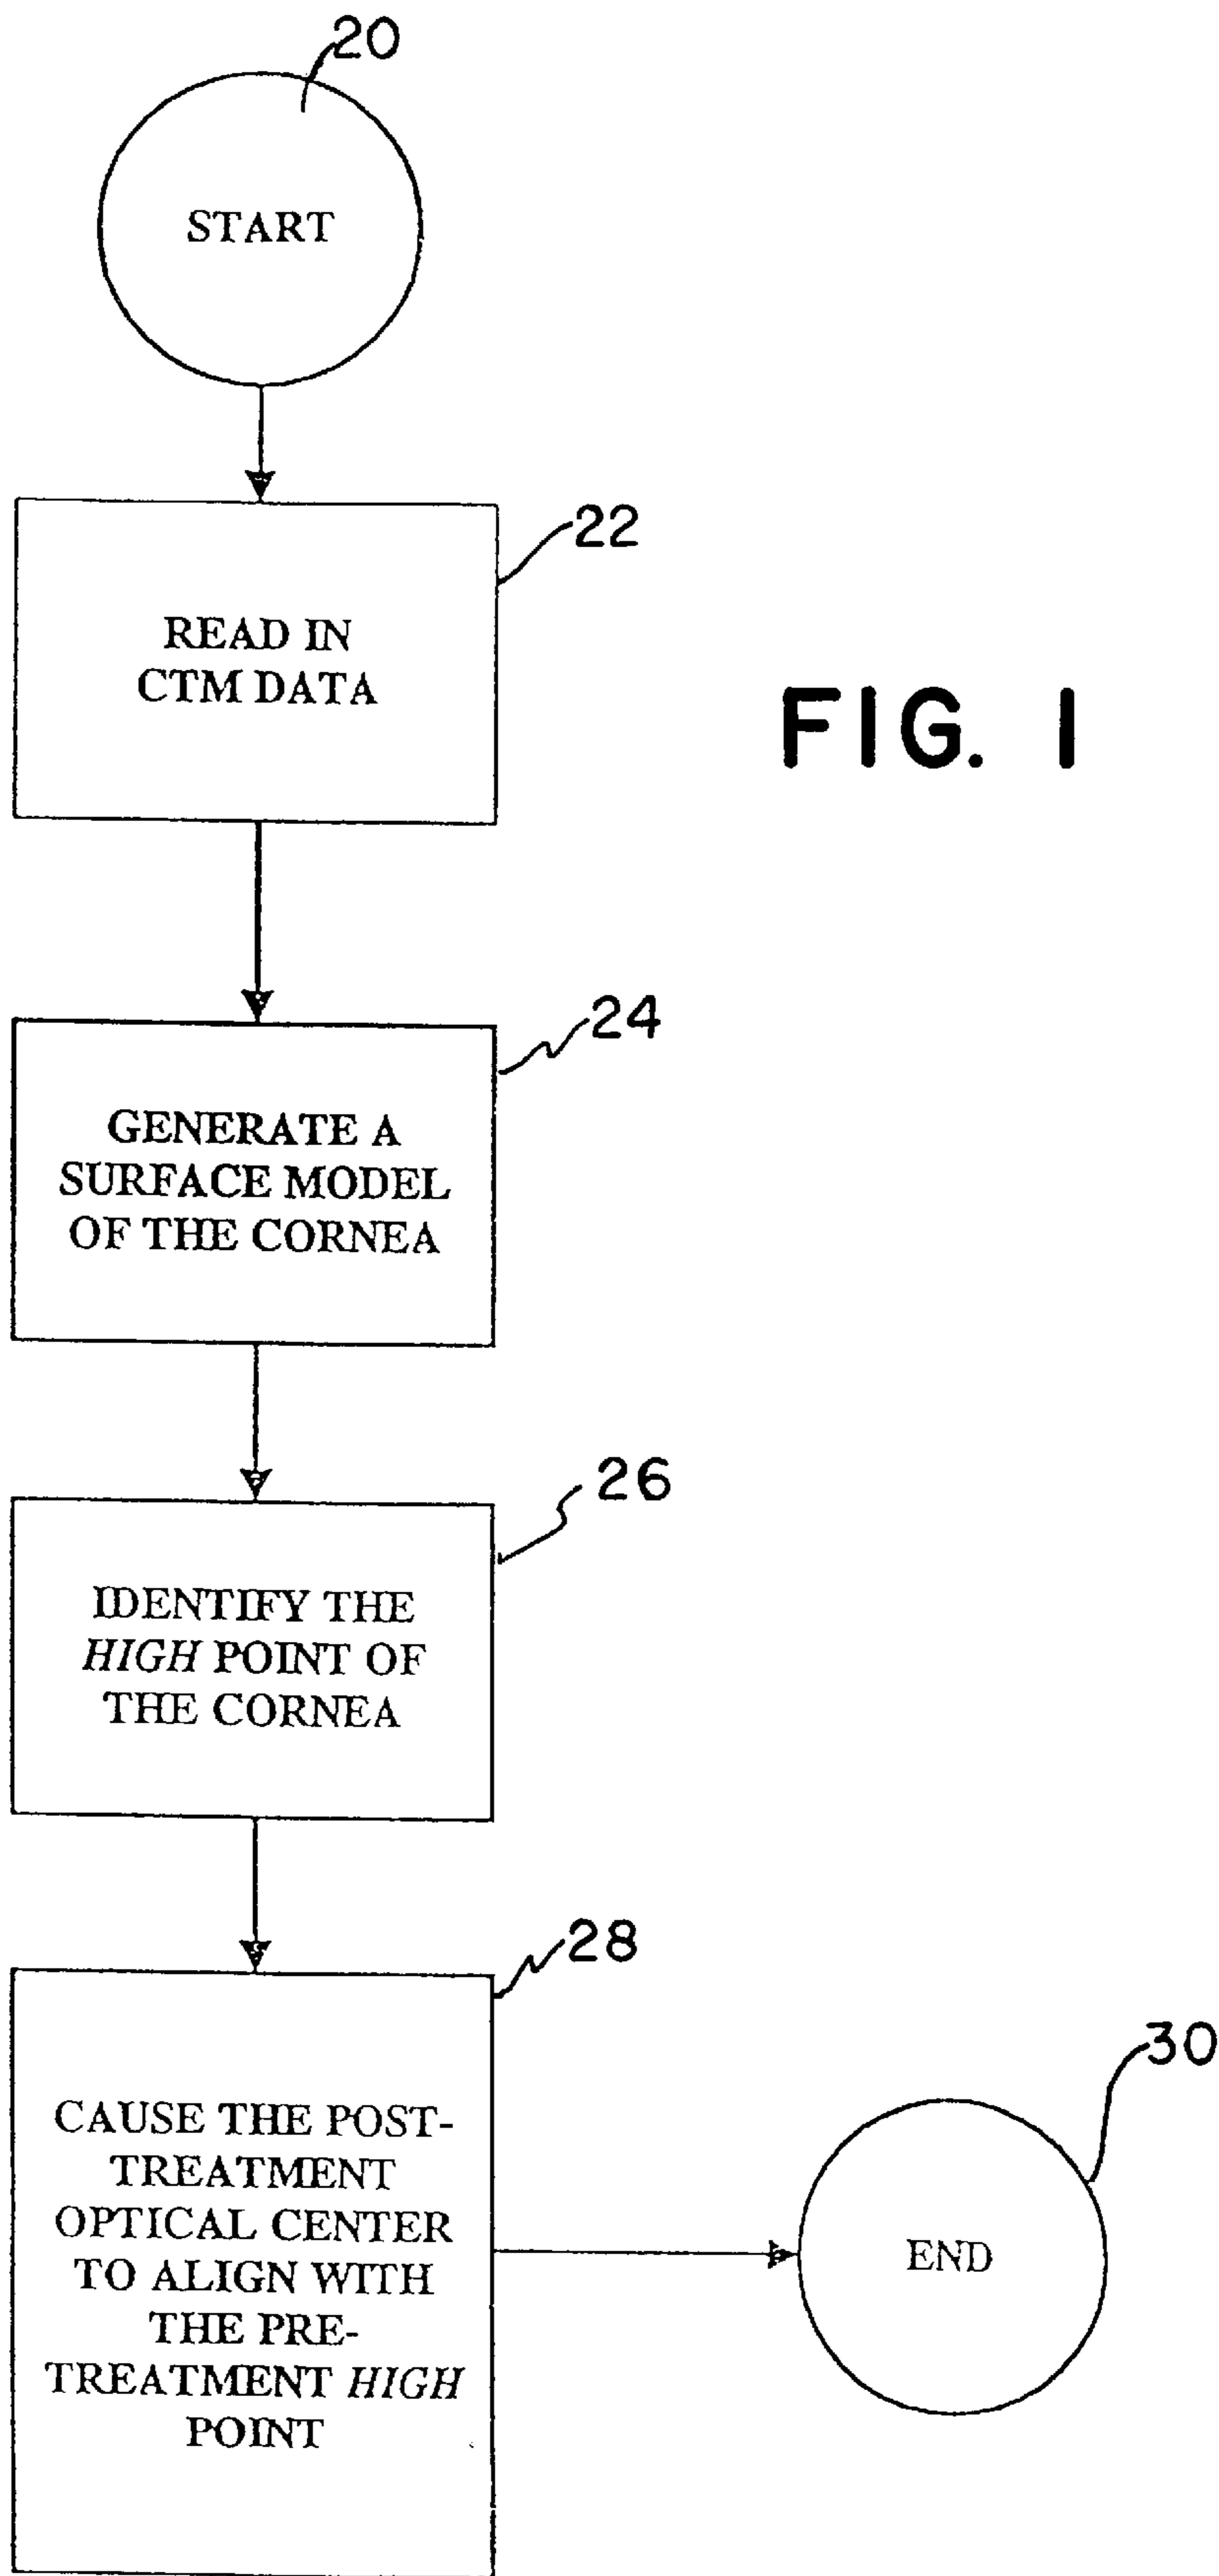 20
START
22
READ IN
CTM DATA
FIG. 1
24
GENERATE A
SURFACE MODEL
OF THE CORNEA
26
IDENTIFY THE
HIGH POINT OF
THE CORNEA
28
CAUSE THE POST-
TREATMENT
OPTICAL CENTER
TO ALIGN WITH
THE PRE-
TREATMENT HIGH
POINT
30
END